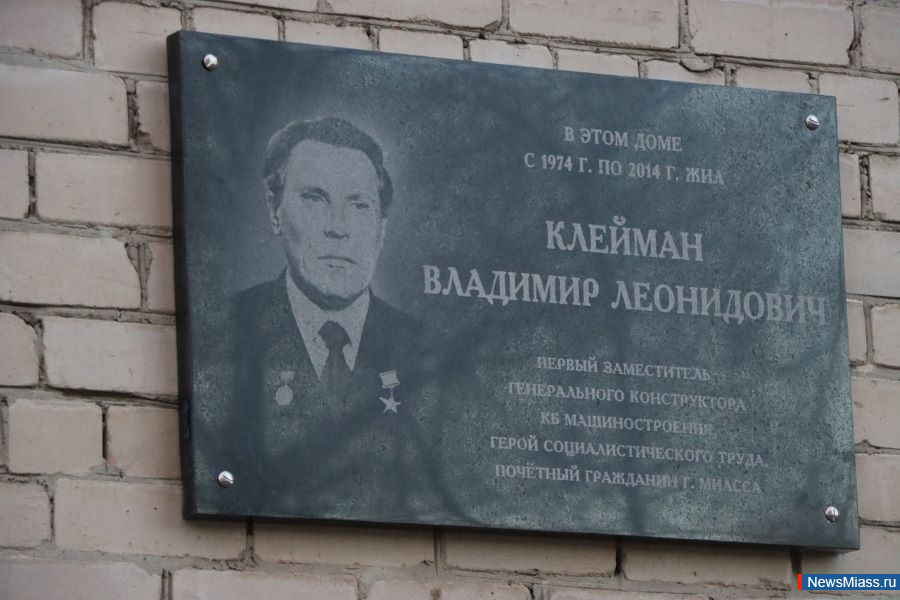 В ЭТОМ ДОМЕ
С 1974 Г. ПО 2014 Г. ЖИЛ
КЛЕЙМАН
ВЛАДИМИР ЛЕОНИДОВИЧ
ПЕРВЫЙ ЗАМЕСТИТЕЛЬ
ГЕНЕРАЛЬНОГО КОНСТРУКТОРА
КБ МАШИНОСТРОЕНИЯ,
ГЕРОЙ СОЦИАЛИСТИЧЕСКОГО ТРУДА,
ПОЧЁТНЫЙ ГРАЖДАНИН Г. МИАССА
NewsMiass.ru